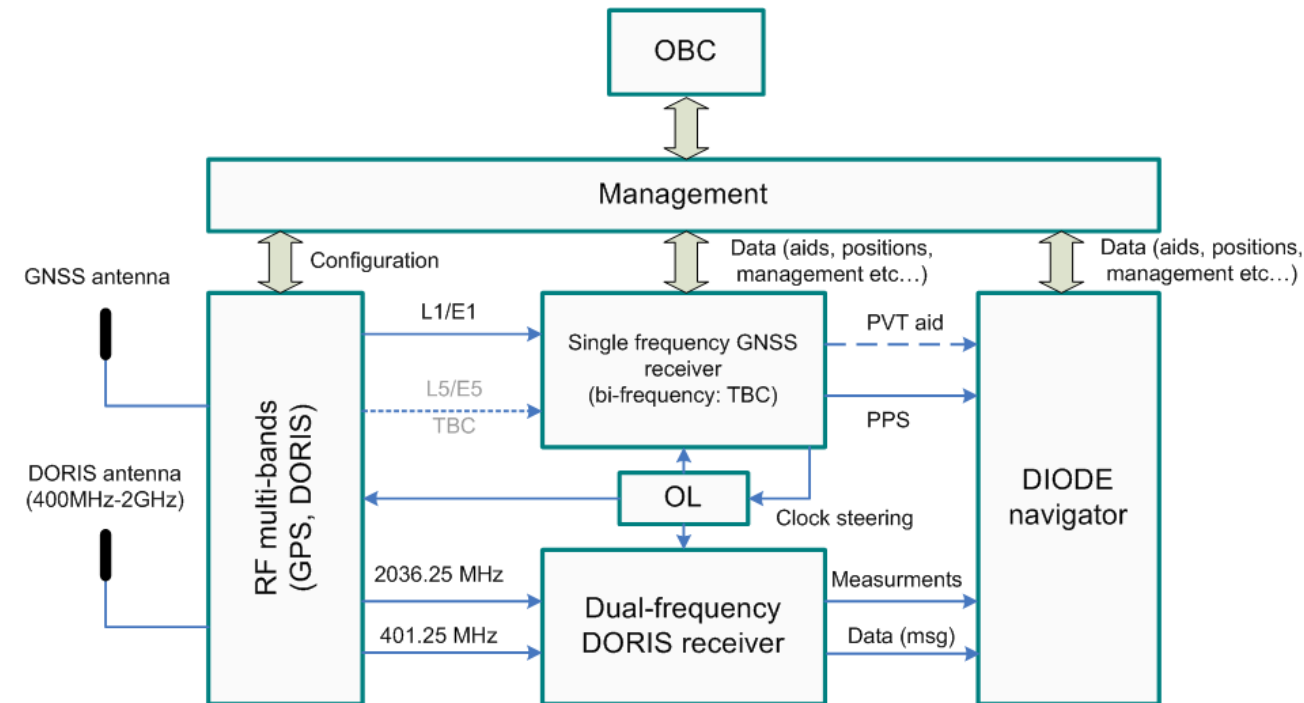 OBC
Management
Configuration
Data (aids, positions,
management etc…)
Data (aids, positions,
management etc…)
GNSS antenna
DORIS antenna
(400MHz-2GHz)
RF multi-bands
(GPS, DORIS)
L1/E1
L5/E5
TBC
Single frequency GNSS
receiver
(bi-frequency: TBC)
PVT aid
PPS
OL
Clock steering
DIODE
navigator
2036.25 MHz
401.25 MHz
Dual-frequency
DORIS receiver
Measurments
Data (msg)